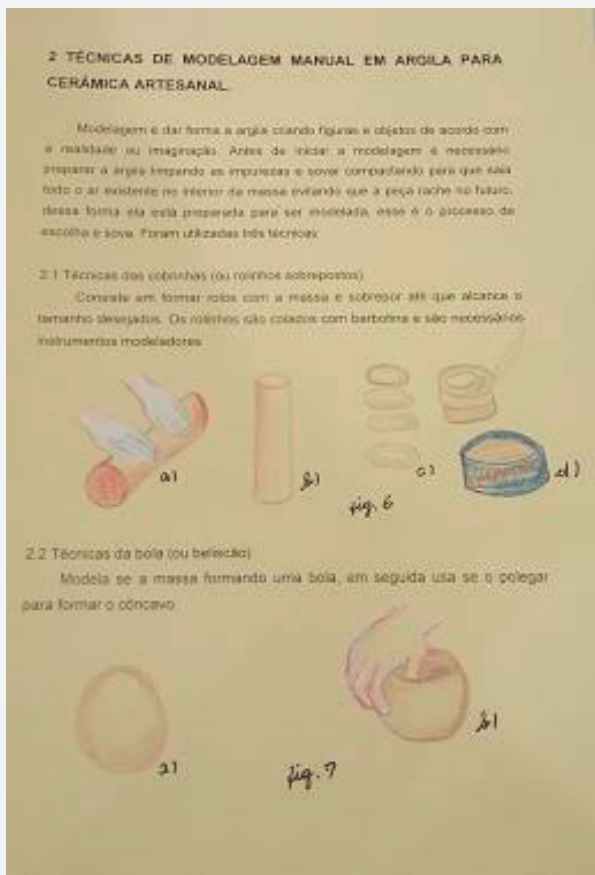 2 TÉCNICAS DE MODELAGEM MANUAL EM ARGILA PARA
CERÂMICA ARTESANAL.
Modelagem é dar forma a argila criando figuras e objetos de acordo com
a realidade ou imaginação. Antes de iniciar a modelagem é necessário
preparar a argila limpando as impurezas e sovar compactando para que saia
todo o ar existente no interior da massa evitando que a peça rache no futuro,
dessa forma ela está preparada para ser modelada, esse é o processo de
escolha e sova. Foram utilizadas três técnicas:
2.1 Técnicas das cobrinhas (ou rolinhos sobrepostos)
Consiste em formar rolos com a massa e sobrepor até que alcance o
tamanho desejados. Os rolinhos são colados com barbotina e são necessários
instrumentos modeladores.
a)
b)
c)
d)
fig. 6
2.2 Técnicas da bola (ou beliscão)
Modela se a massa formando uma bola, em seguida usa se o polegar
para formar o côncavo.
a)
b)
fig. 7